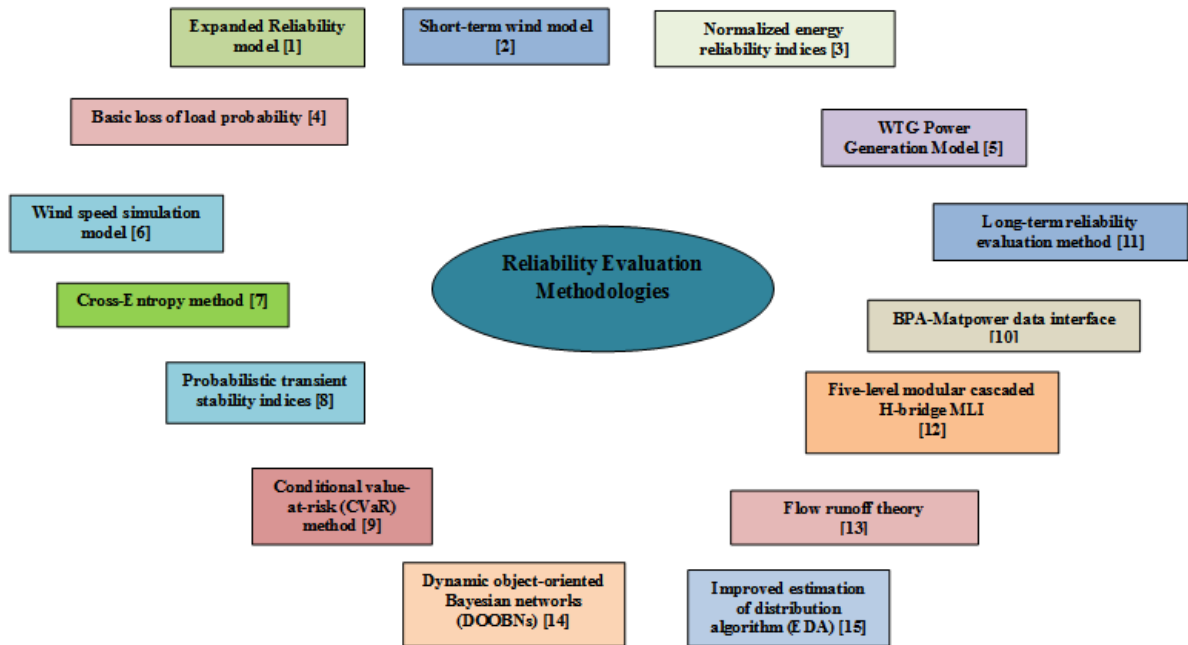 Expanded Reliability
model [1]
Short-term wind model
[2]
Normalized energy
reliability indices [3]
Basic loss of load probability [4]
WTG Power
Generation Model [5]
Wind speed simulation
model [6]
Long-term reliability
evaluation method [11]
Reliability Evaluation
Methodologies
Cross-Entropy method [7]
BPA-Matpower data interface
[10]
Probabilistic transient
stability indices [8]
Five-level modular cascaded
H-bridge MLI
[12]
Conditional value-
at-risk (CVaR)
method [9]
Flow runoff theory
[13]
Dynamic object-oriented
Bayesian networks
(DOOBNs) [14]
Improved estimation
of distribution
algorithm (EDA) [15]